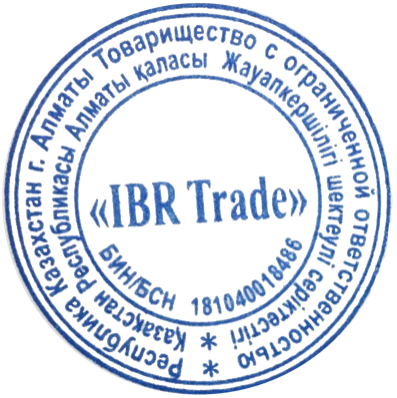 Республика Казахстан г. Алматы Товарищество с ограниченной ответственностью *
Қазақстан Республикасы Алматы қаласы Жауапкершілігі шектеулі серіктестігі *
«IBR Trade»
БИН/БСН 181040018486